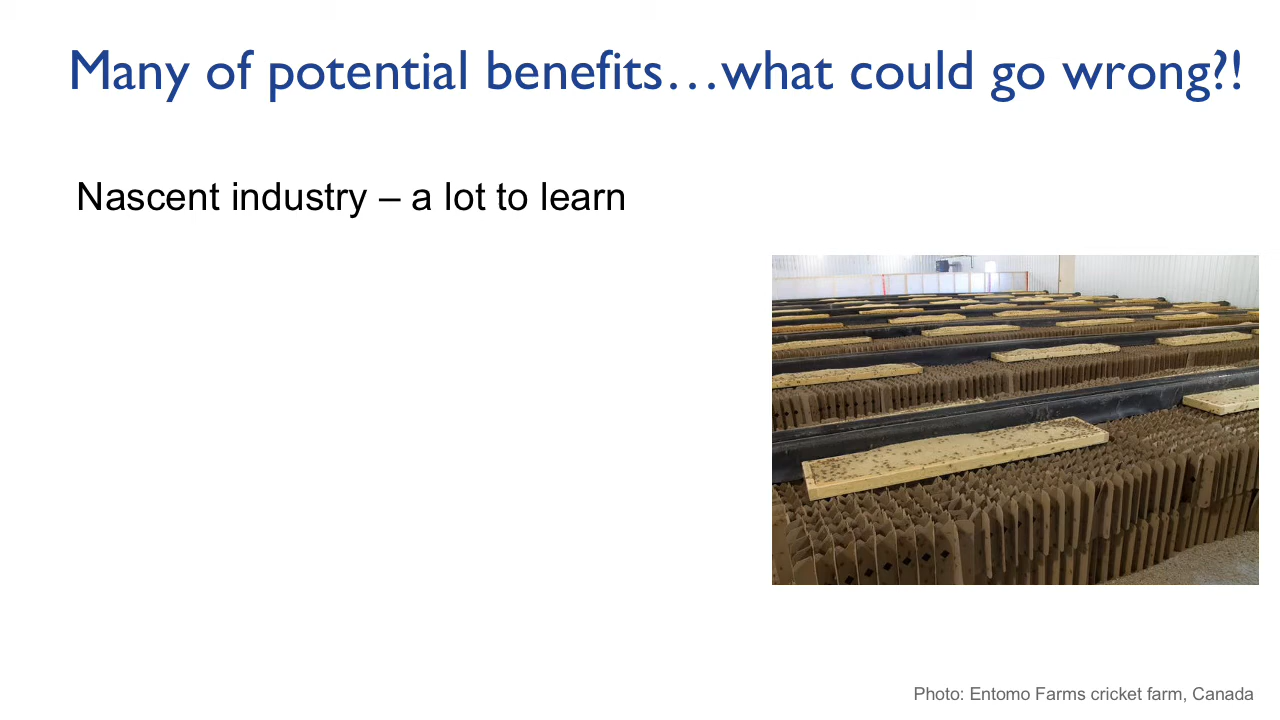 Many of potential benefits…what could go wrong?!
Nascent industry – a lot to learn
Photo: Entomo Farms cricket farm, Canada